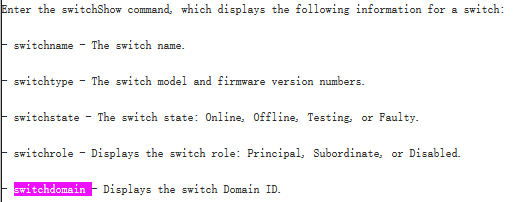 Enter the switchShow command, which displays the following information for a switch:
- switchname - The switch name.
- switchtype - The switch model and firmware version numbers.
- switchstate - The switch state: Online, Offline, Testing, or Faulty.
- switchrole - Displays the switch role: Principal, Subordinate, or Disabled.
- switchdomain - Displays the switch Domain ID.